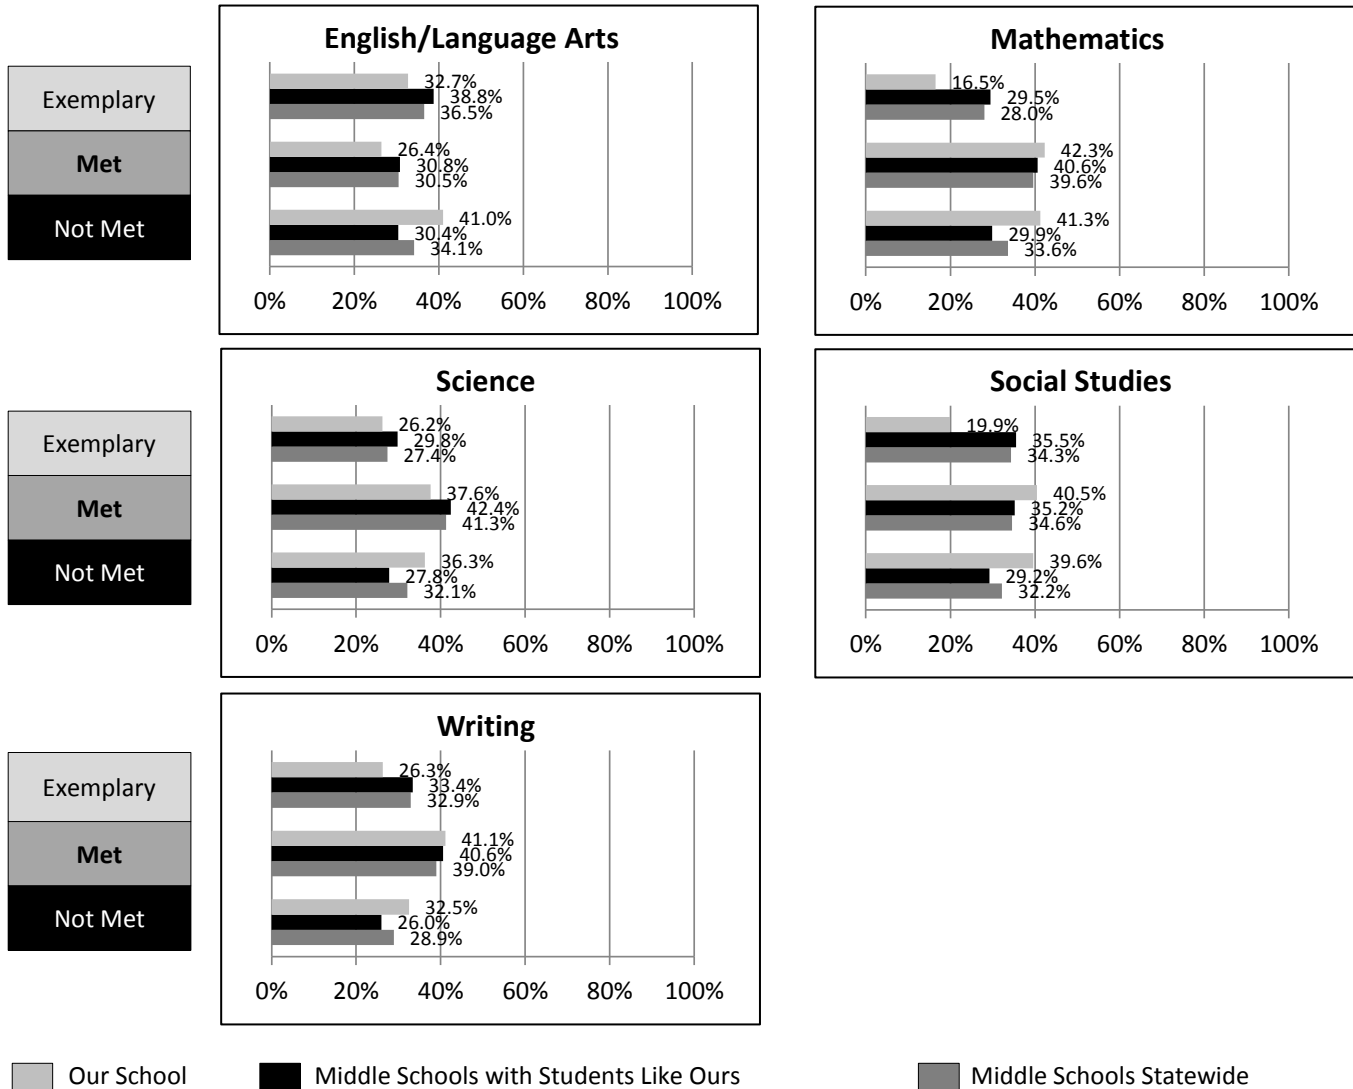 English/Language Arts
Exemplary
Met
Not Met
32.7%
38.8%
36.5%
26.4%
30.8%
30.5%
41.0%
30.4%
34.1%
0% 20% 40% 60% 80% 100%
Mathematics
16.5%
29.5%
28.0%
42.3%
40.6%
39.6%
41.3%
29.9%
33.6%
0% 20% 40% 60% 80% 100%
Science
Exemplary
Met
Not Met
26.2%
29.8%
27.4%
37.6%
42.4%
41.3%
36.3%
27.8%
32.1%
0% 20% 40% 60% 80% 100%
Social Studies
19.9%
35.5%
34.3%
40.5%
35.2%
34.6%
39.6%
29.2%
32.2%
0% 20% 40% 60% 80% 100%
Writing
Exemplary
Met
Not Met
26.3%
33.4%
32.9%
41.1%
40.6%
39.0%
32.5%
26.0%
28.9%
0% 20% 40% 60% 80% 100%
Our School
Middle Schools with Students Like Ours
Middle Schools Statewide